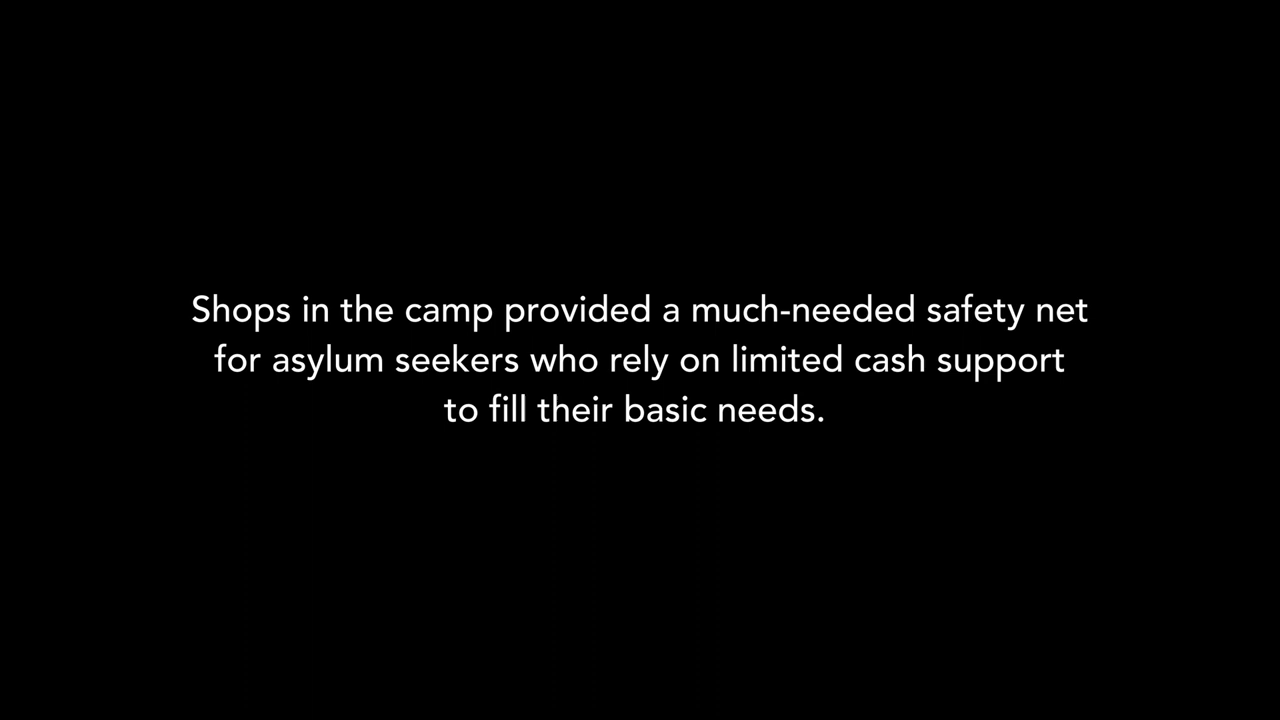 Shops in the camp provided a much-needed safety net
for asylum seekers who rely on limited cash support
to fill their basic needs.